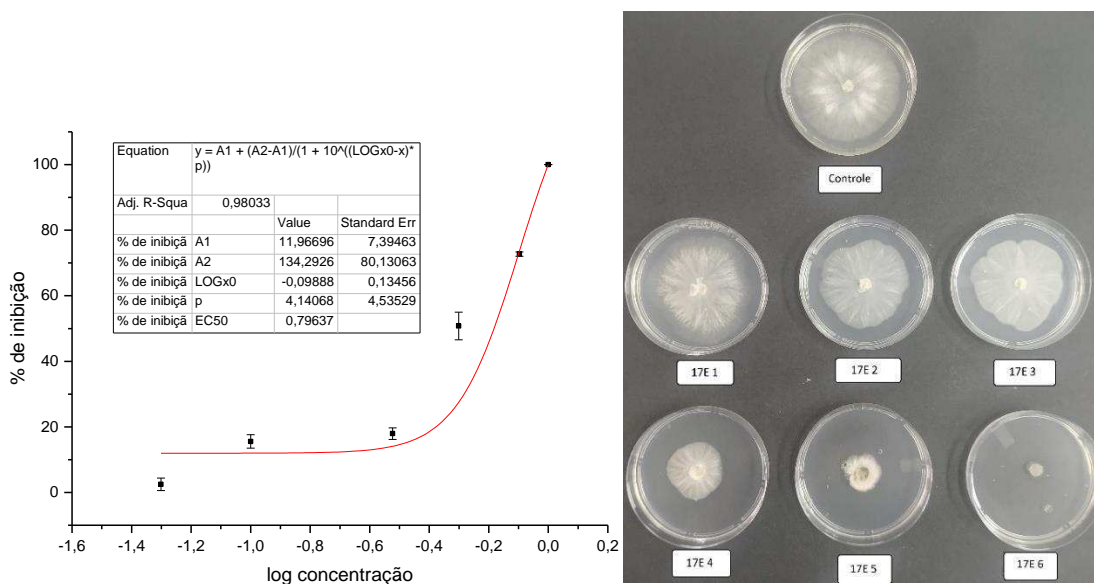 Equation y = A1 + (A2-A1)/(1 + 10^((LOGx0-x)*
p))
Adj. R-Squa 0,98033
Value Standard Err
% de inibiçã A1 11,96696 7,39463
% de inibiçã A2 134,2926 80,13063
% de inibiçã LOGx0 -0,09888 0,13456
% de inibiçã p 4,14068 4,53529
% de inibiçã EC50 0,79637
% de inibição
100
80
60
40
20
0
-1,6 -1,4 -1,2 -1,0 -0,8 -0,6 -0,4 -0,2 0,0 0,2
log concentração
Controle
17E 1 17E 2 17E 3
17E 4 17E 5 17E 6